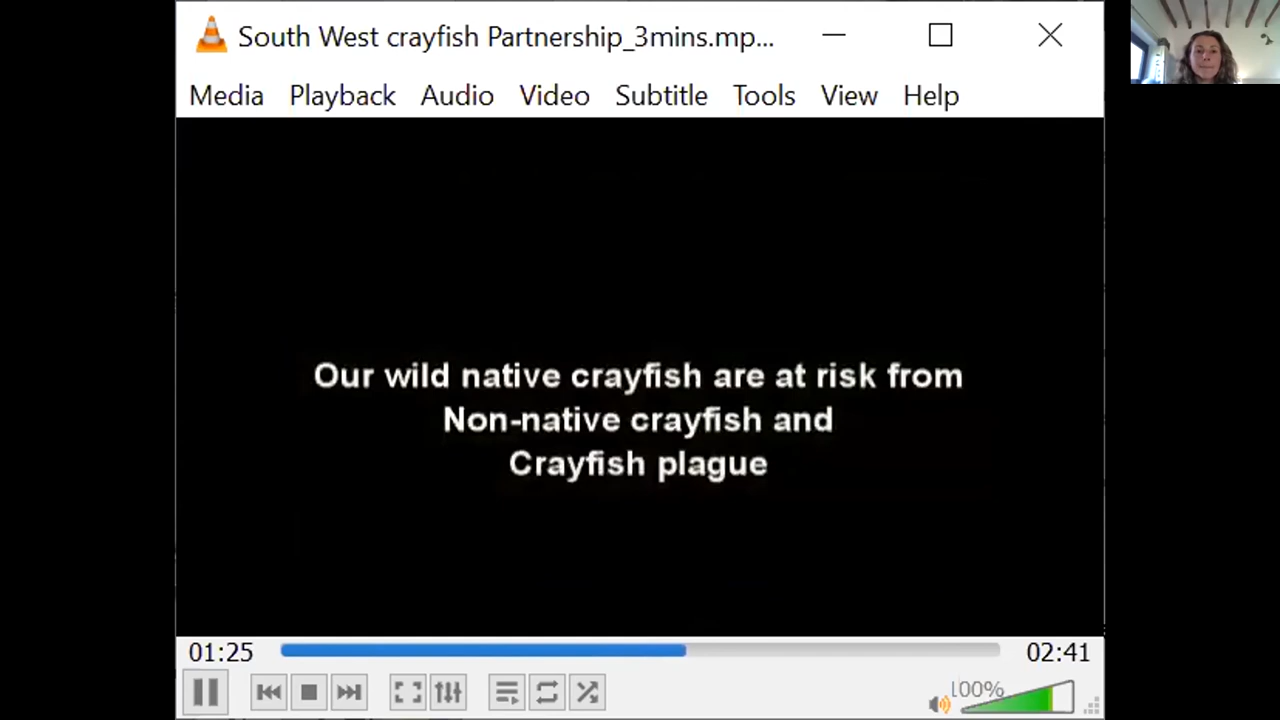 South West crayfish Partnership_3mins.mp...
Media Playback Audio Video Subtitle Tools View Help
Our wild native crayfish are at risk from
Non-native crayfish and
Crayfish plague
01:25 02:41
100%